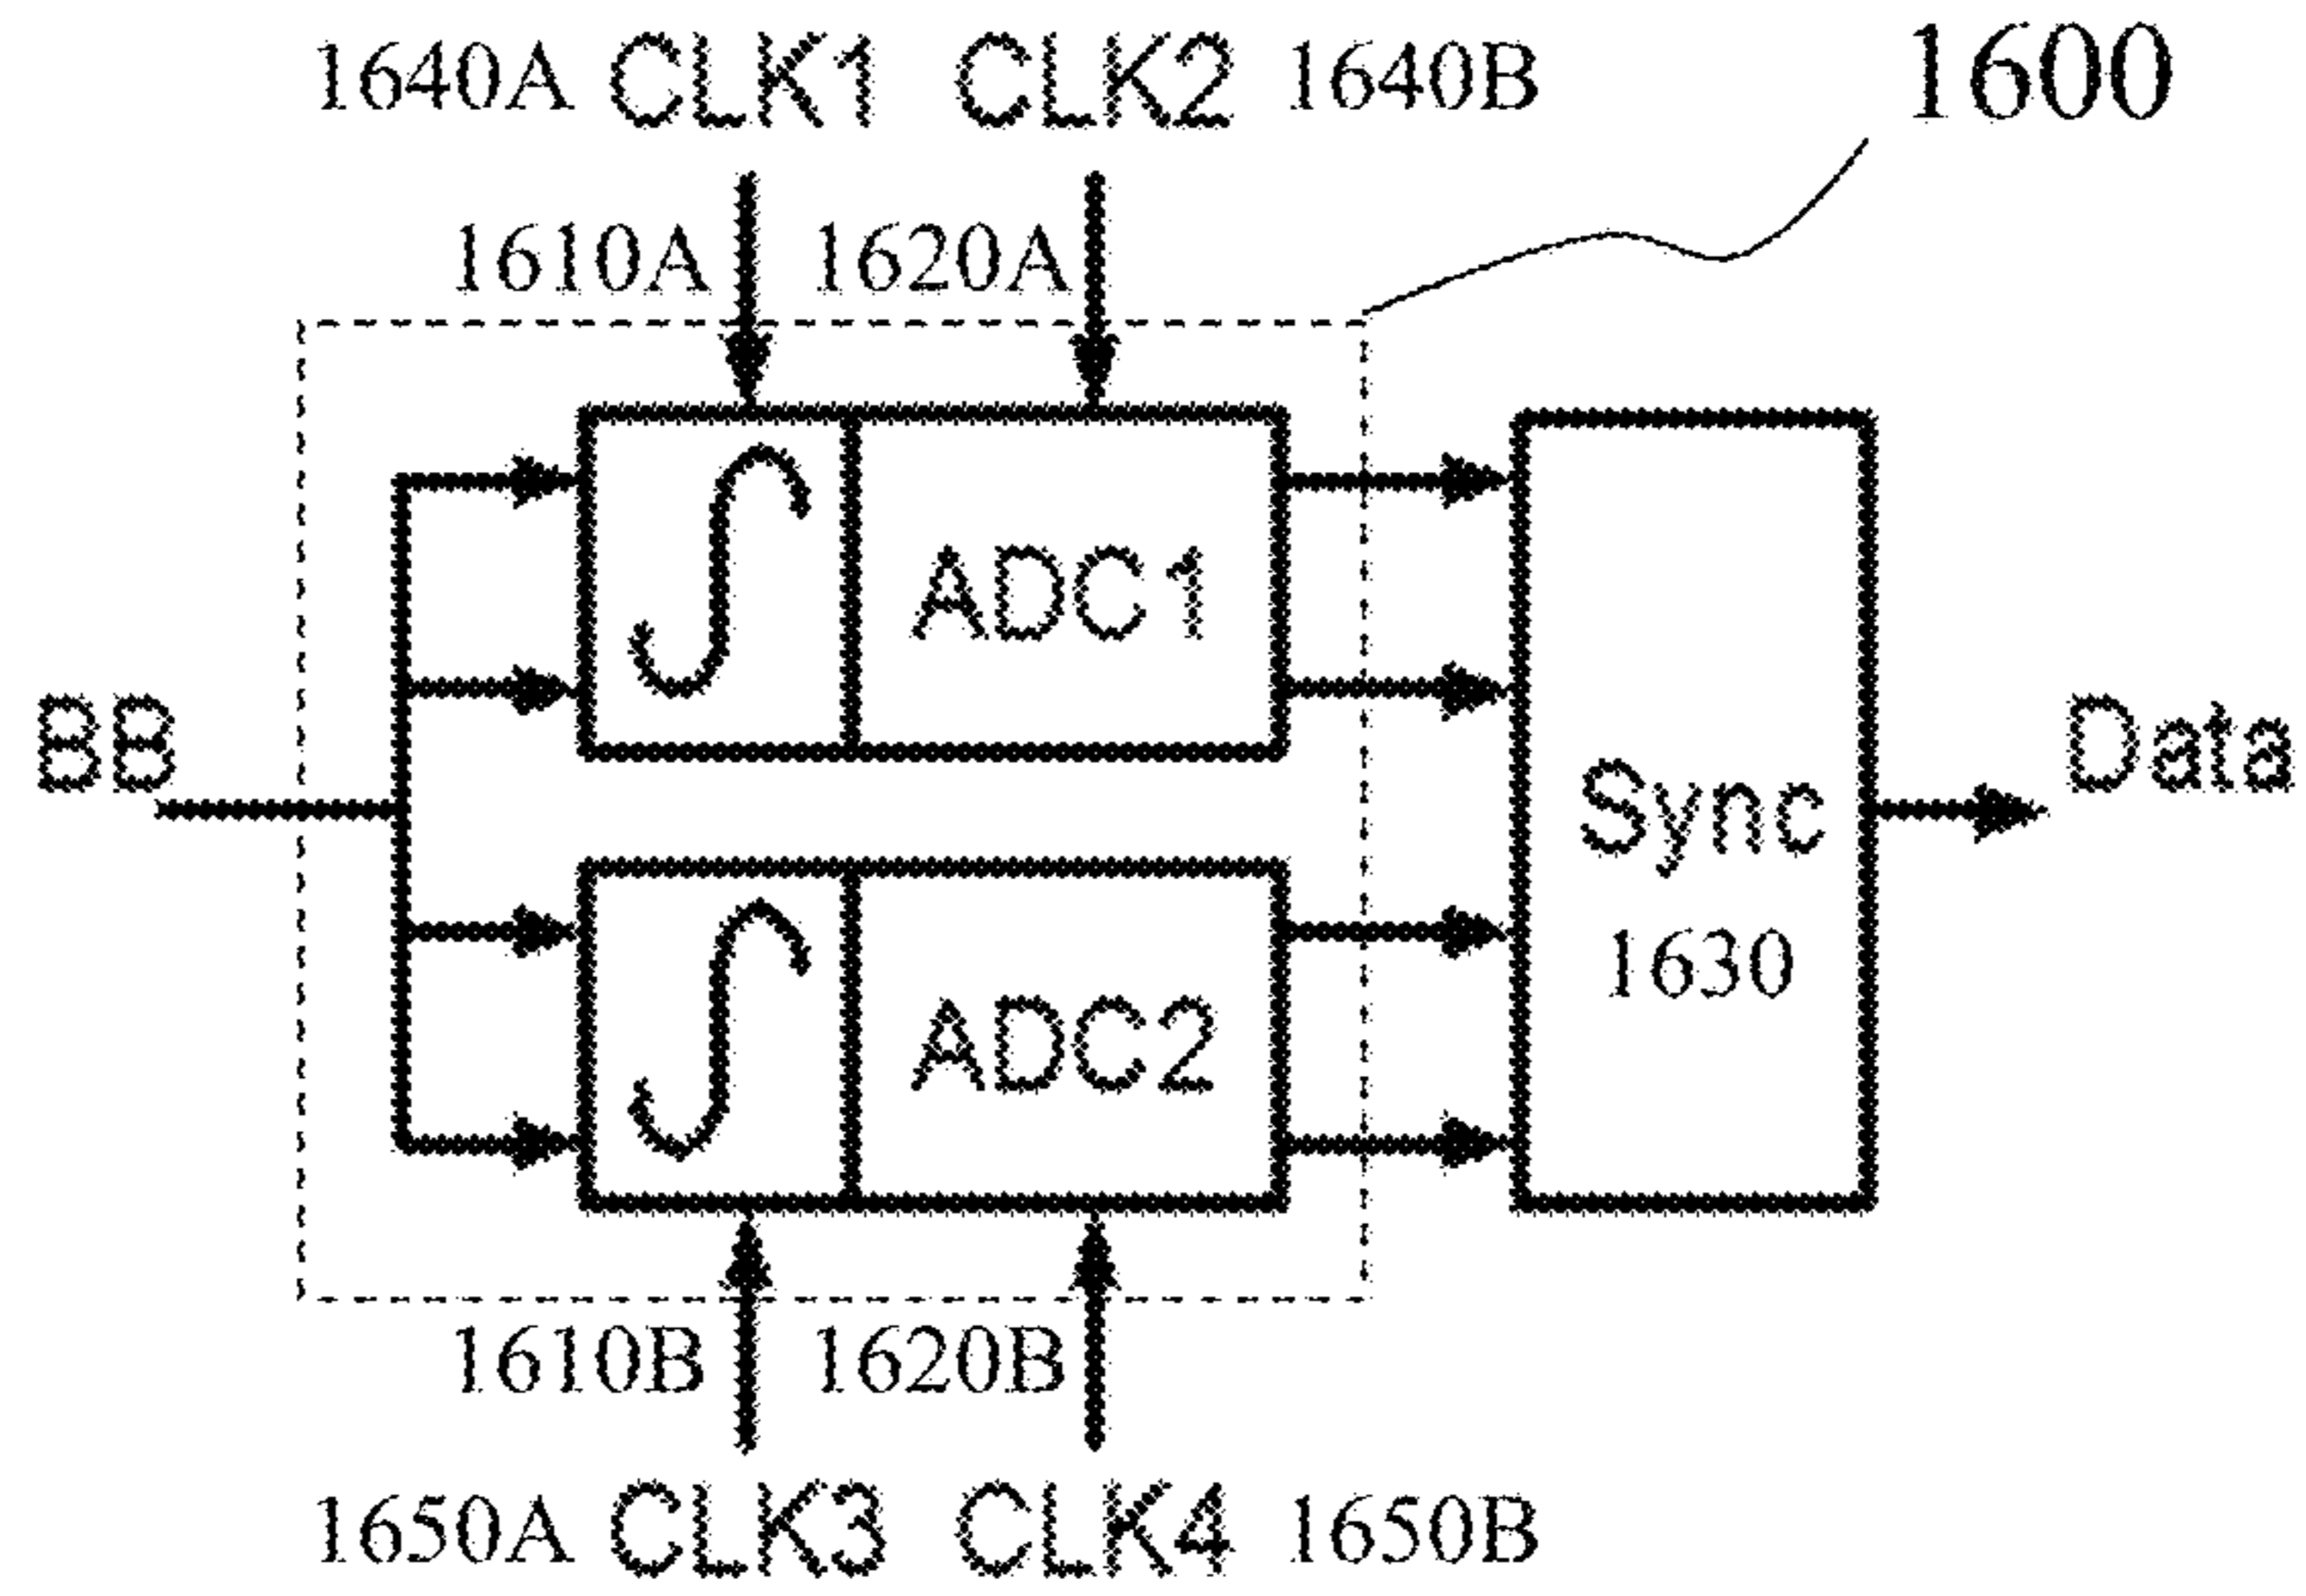 1640A CLK1 CLK2 1640B 1600
1610A 1620A
ADC1
BB Data
Sync
1630
ADC2
1610B 1620B
1650A CLK3 CLK4 1650B